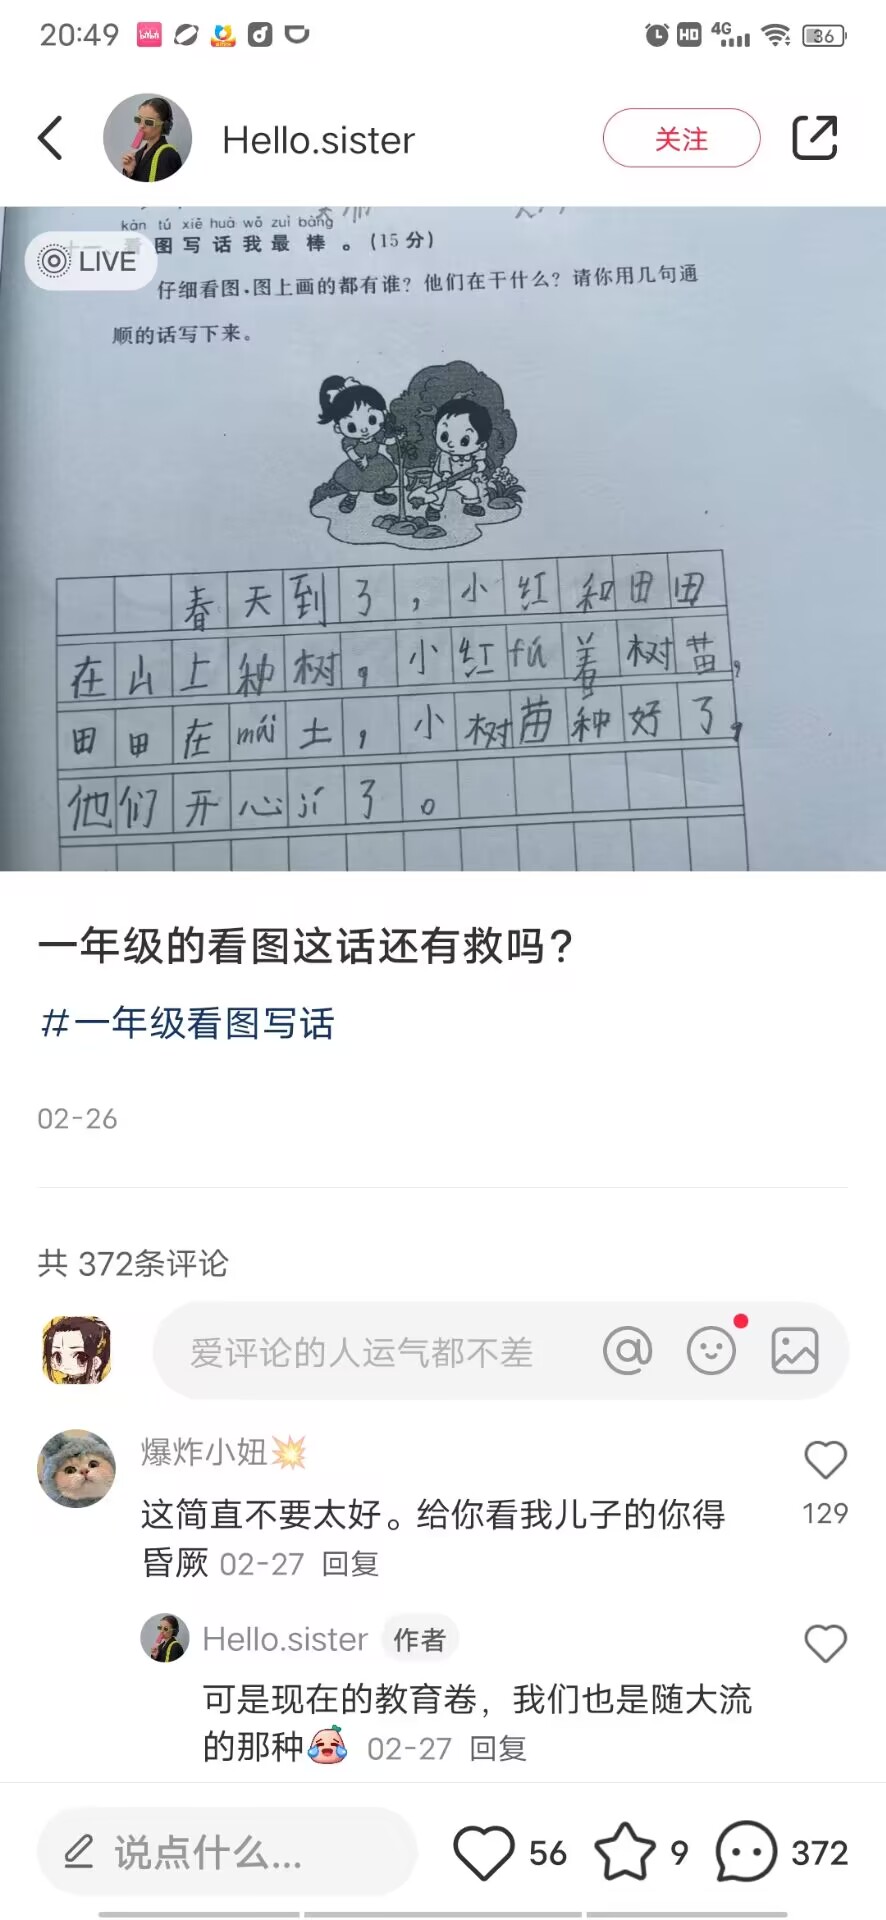 20:49
HD 4G 36
Hello.sister
关注
kàn tú xiě huà wǒ zuì bàng
看图写话我最棒。(15分)
LIVE
仔细看图,图上画的都有谁？他们在干什么？请你用几句通
顺的话写下来。
春天到了，小红和田田
在山上种树，小红fú着树苗，
田田在mái土，小树苗种好了，
他们开心jí了。
一年级的看图这话还有救吗？
#一年级看图写话
02-26
共 372条评论
爱评论的人运气都不差
爆炸小妞
这简直不要太好。给你看我儿子的你得
昏厥 02-27 回复
129
Hello.sister 作者
可是现在的教育卷，我们也是随大流
的那种 02-27 回复
说点什么...
56
9
372